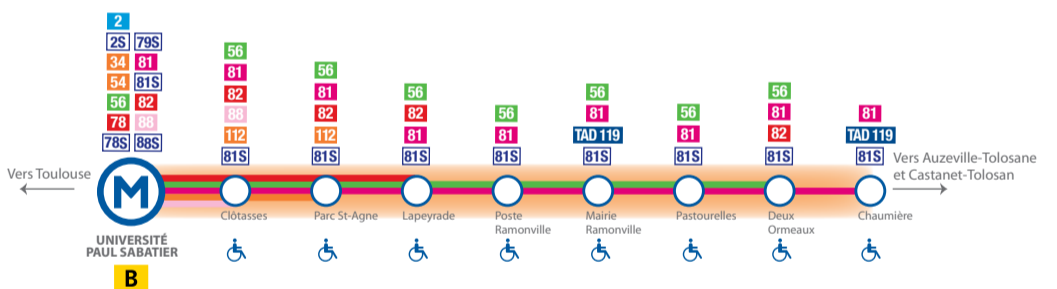 2
2S 79S
34 81
54 81S
56 82
78 88
78S 88S
56
81
82
88
112
81S
56
81
82
112
81S
56
82
81
81S
56
81
81S
56
81
TAD 119
81S
56
81
81S
56
81
82
81S
81
TAD 119
81S
Vers Toulouse
M
Vers Auzeville-Tolosane
et Castanet-Tolosan
UNIVERSITÉ
PAUL SABATIER
B
Clôtasses
Parc St-Agne
Lapeyrade
Poste
Ramonville
Mairie
Ramonville
Pastourelles
Deux
Ormeaux
Chaumière